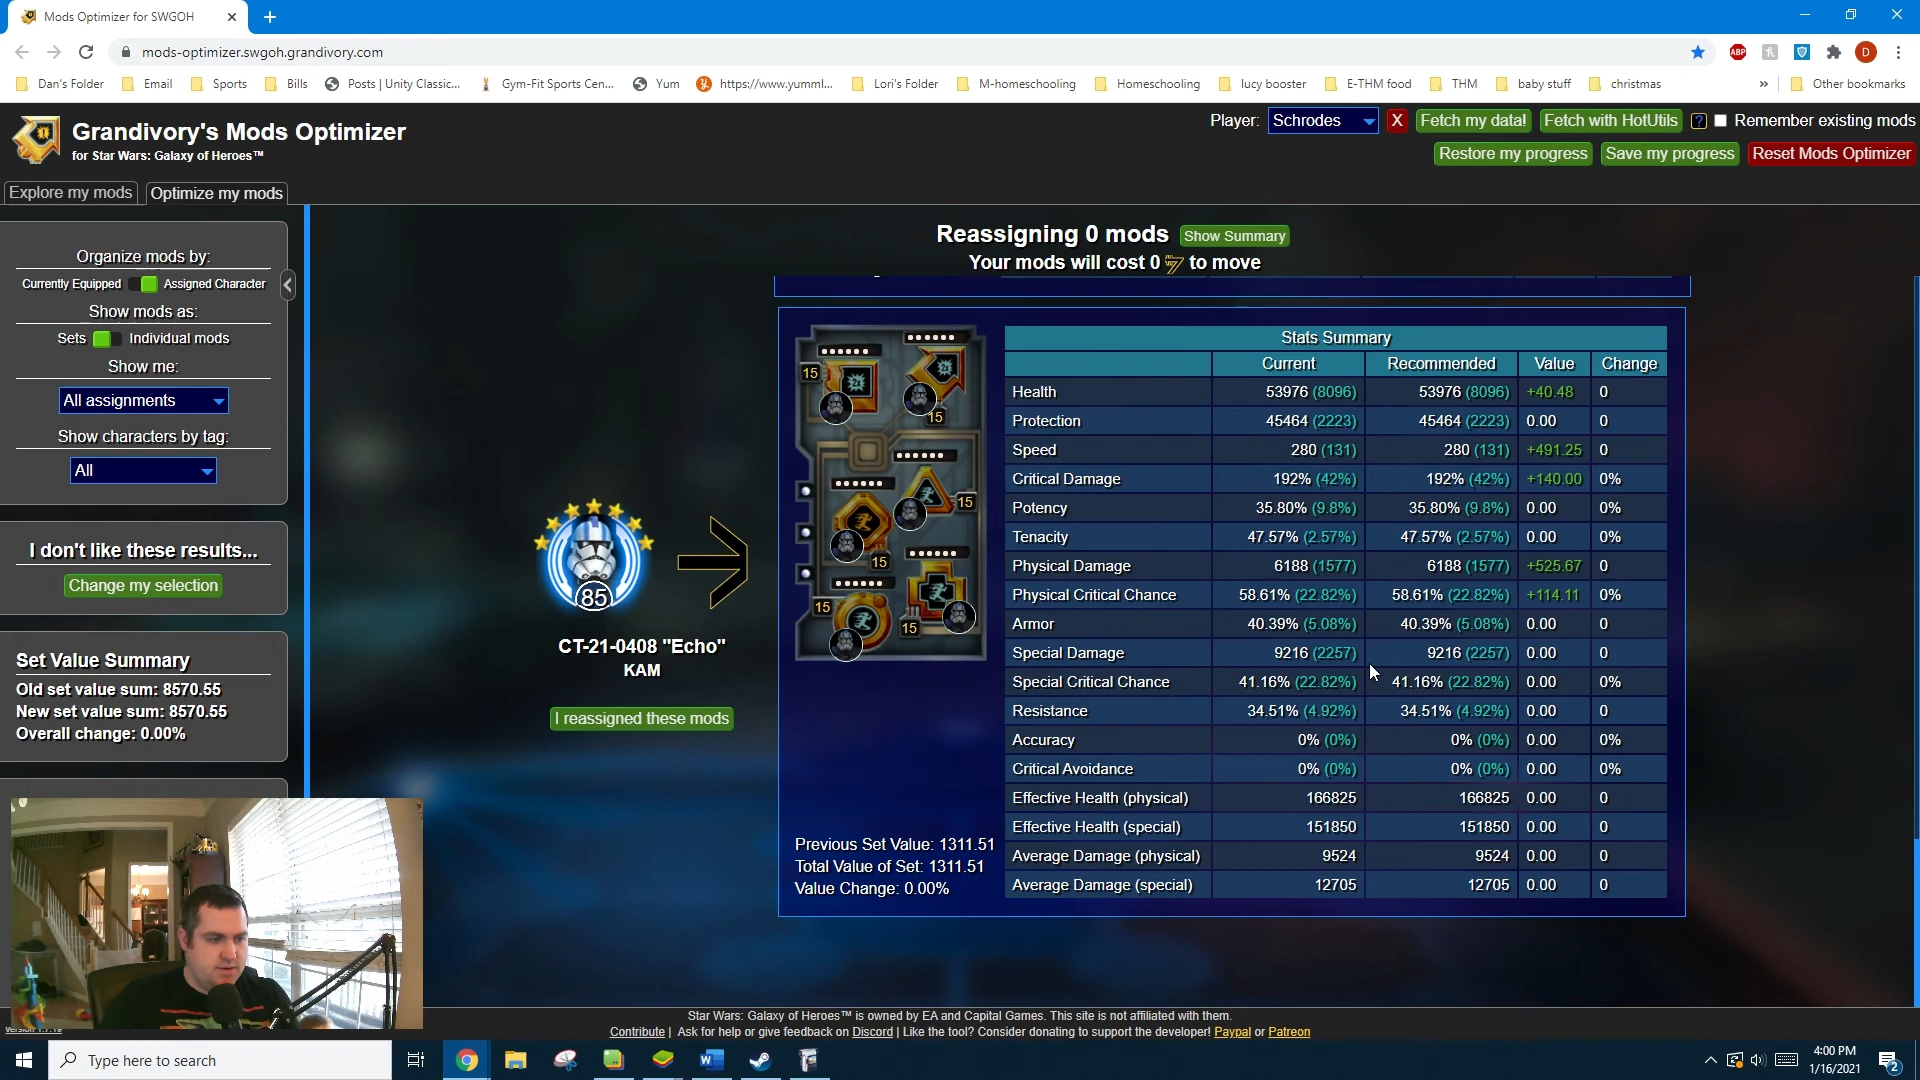 Mods Optimizer for SWGOH
mods-optimizer.swgoh.grandivory.com
ABP
D
Dan's Folder Email Sports Bills Posts | Unity Classic... Gym-Fit Sports Cen... Yum https://www.yumml... Lori's Folder M-homeschooling Homeschooling lucy booster E-THM food THM baby stuff christmas » Other bookmarks
Grandivory's Mods Optimizer
for Star Wars: Galaxy of Heroes™
Player: Schrodes X Fetch my data! Fetch with HotUtils ? Remember existing mods
Restore my progress Save my progress Reset Mods Optimizer
Explore my mods Optimize my mods
Organize mods by:
Currently Equipped Assigned Character
Show mods as:
Sets Individual mods
Show me:
All assignments
Show characters by tag:
All
I don't like these results...
Change my selection
Set Value Summary
Old set value sum: 8570.55
New set value sum: 8570.55
Overall change: 0.00%
Reassigning 0 mods Show Summary
Your mods will cost 0 to move
85
CT-21-0408 "Echo"
KAM
I reassigned these mods
15
15
15
15
15
15
Previous Set Value: 1311.51
Total Value of Set: 1311.51
Value Change: 0.00%
Stats Summary
Current Recommended Value Change
Health 53976 (8096) 53976 (8096) +40.48 0
Protection 45464 (2223) 45464 (2223) 0.00 0
Speed 280 (131) 280 (131) +491.25 0
Critical Damage 192% (42%) 192% (42%) +140.00 0%
Potency 35.80% (9.8%) 35.80% (9.8%) 0.00 0%
Tenacity 47.57% (2.57%) 47.57% (2.57%) 0.00 0%
Physical Damage 6188 (1577) 6188 (1577) +525.67 0
Physical Critical Chance 58.61% (22.82%) 58.61% (22.82%) +114.11 0%
Armor 40.39% (5.08%) 40.39% (5.08%) 0.00 0
Special Damage 9216 (2257) 9216 (2257) 0.00 0
Special Critical Chance 41.16% (22.82%) 41.16% (22.82%) 0.00 0%
Resistance 34.51% (4.92%) 34.51% (4.92%) 0.00 0
Accuracy 0% (0%) 0% (0%) 0.00 0%
Critical Avoidance 0% (0%) 0% (0%) 0.00 0%
Effective Health (physical) 166825 166825 0.00 0
Effective Health (special) 151850 151850 0.00 0
Average Damage (physical) 9524 9524 0.00 0
Average Damage (special) 12705 12705 0.00 0
Star Wars: Galaxy of Heroes™ is owned by EA and Capital Games. This site is not affiliated with them.
Contribute | Ask for help or give feedback on Discord | Like the tool? Consider donating to support the developer! Paypal or Patreon
Type here to search
4:00 PM
1/16/2021
2